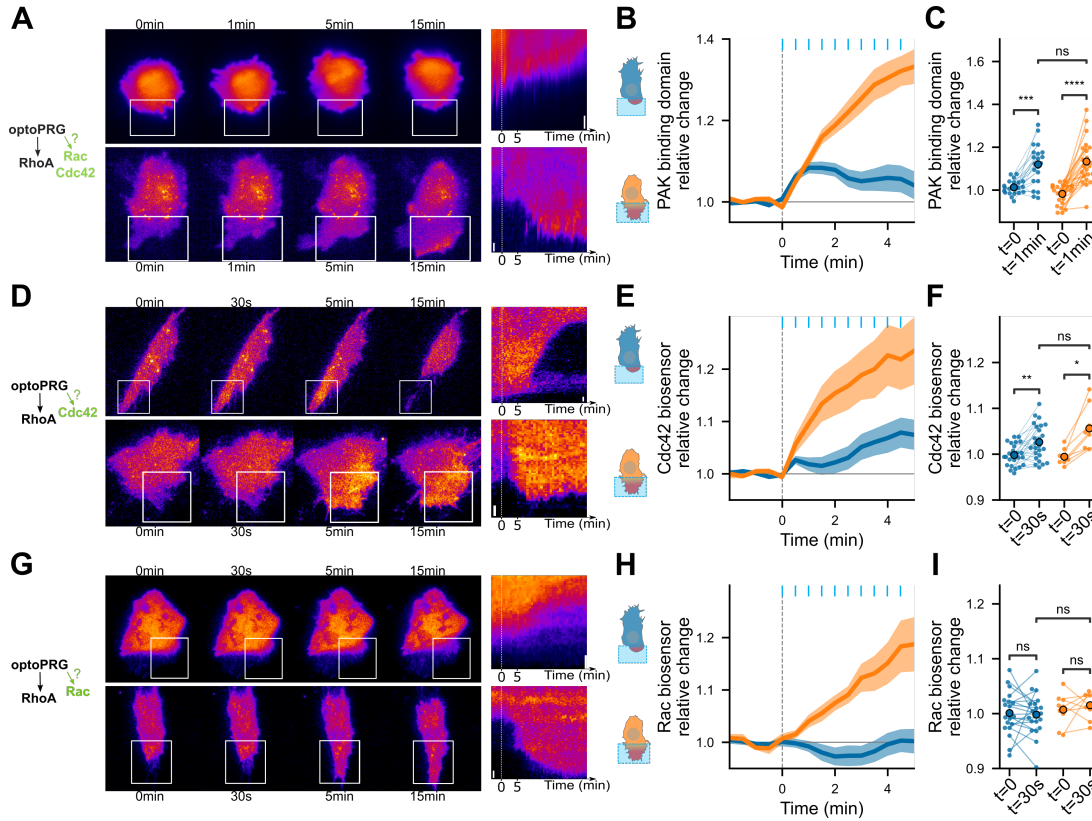 A
0min 1min 5min 15min
optoPRG
?
RhoA
Rac
Cdc42
0min 1min 5min 15min
0 5 Time (min)
0 5 Time (min)
B
PAK binding domain
relative change
1.4
1.3
1.2
1.1
1.0
0 2 4
Time (min)
C
PAK binding domain
relative change
1.6
1.4
1.2
1.0
ns
*** ****
t=0
t=1min
t=0
t=1min
D
0min 30s 5min 15min
optoPRG
?
RhoA
Cdc42
0min 30s 5min 15min
0 5 Time (min)
0 5 Time (min)
E
Cdc42 biosensor
relative change
1.2
1.1
1.0
0 2 4
Time (min)
F
Cdc42 biosensor
relative change
1.2
1.1
1.0
0.9
ns
** *
t=0
t=30s
t=0
t=30s
G
0min 30s 5min 15min
optoPRG
?
RhoA
Rac
0min 30s 5min 15min
0 5 Time (min)
0 5 Time (min)
H
Rac biosensor
relative change
1.2
1.1
1.0
0 2 4
Time (min)
I
Rac biosensor
relative change
1.2
1.1
1.0
0.9
ns
ns ns
t=0
t=30s
t=0
t=30s